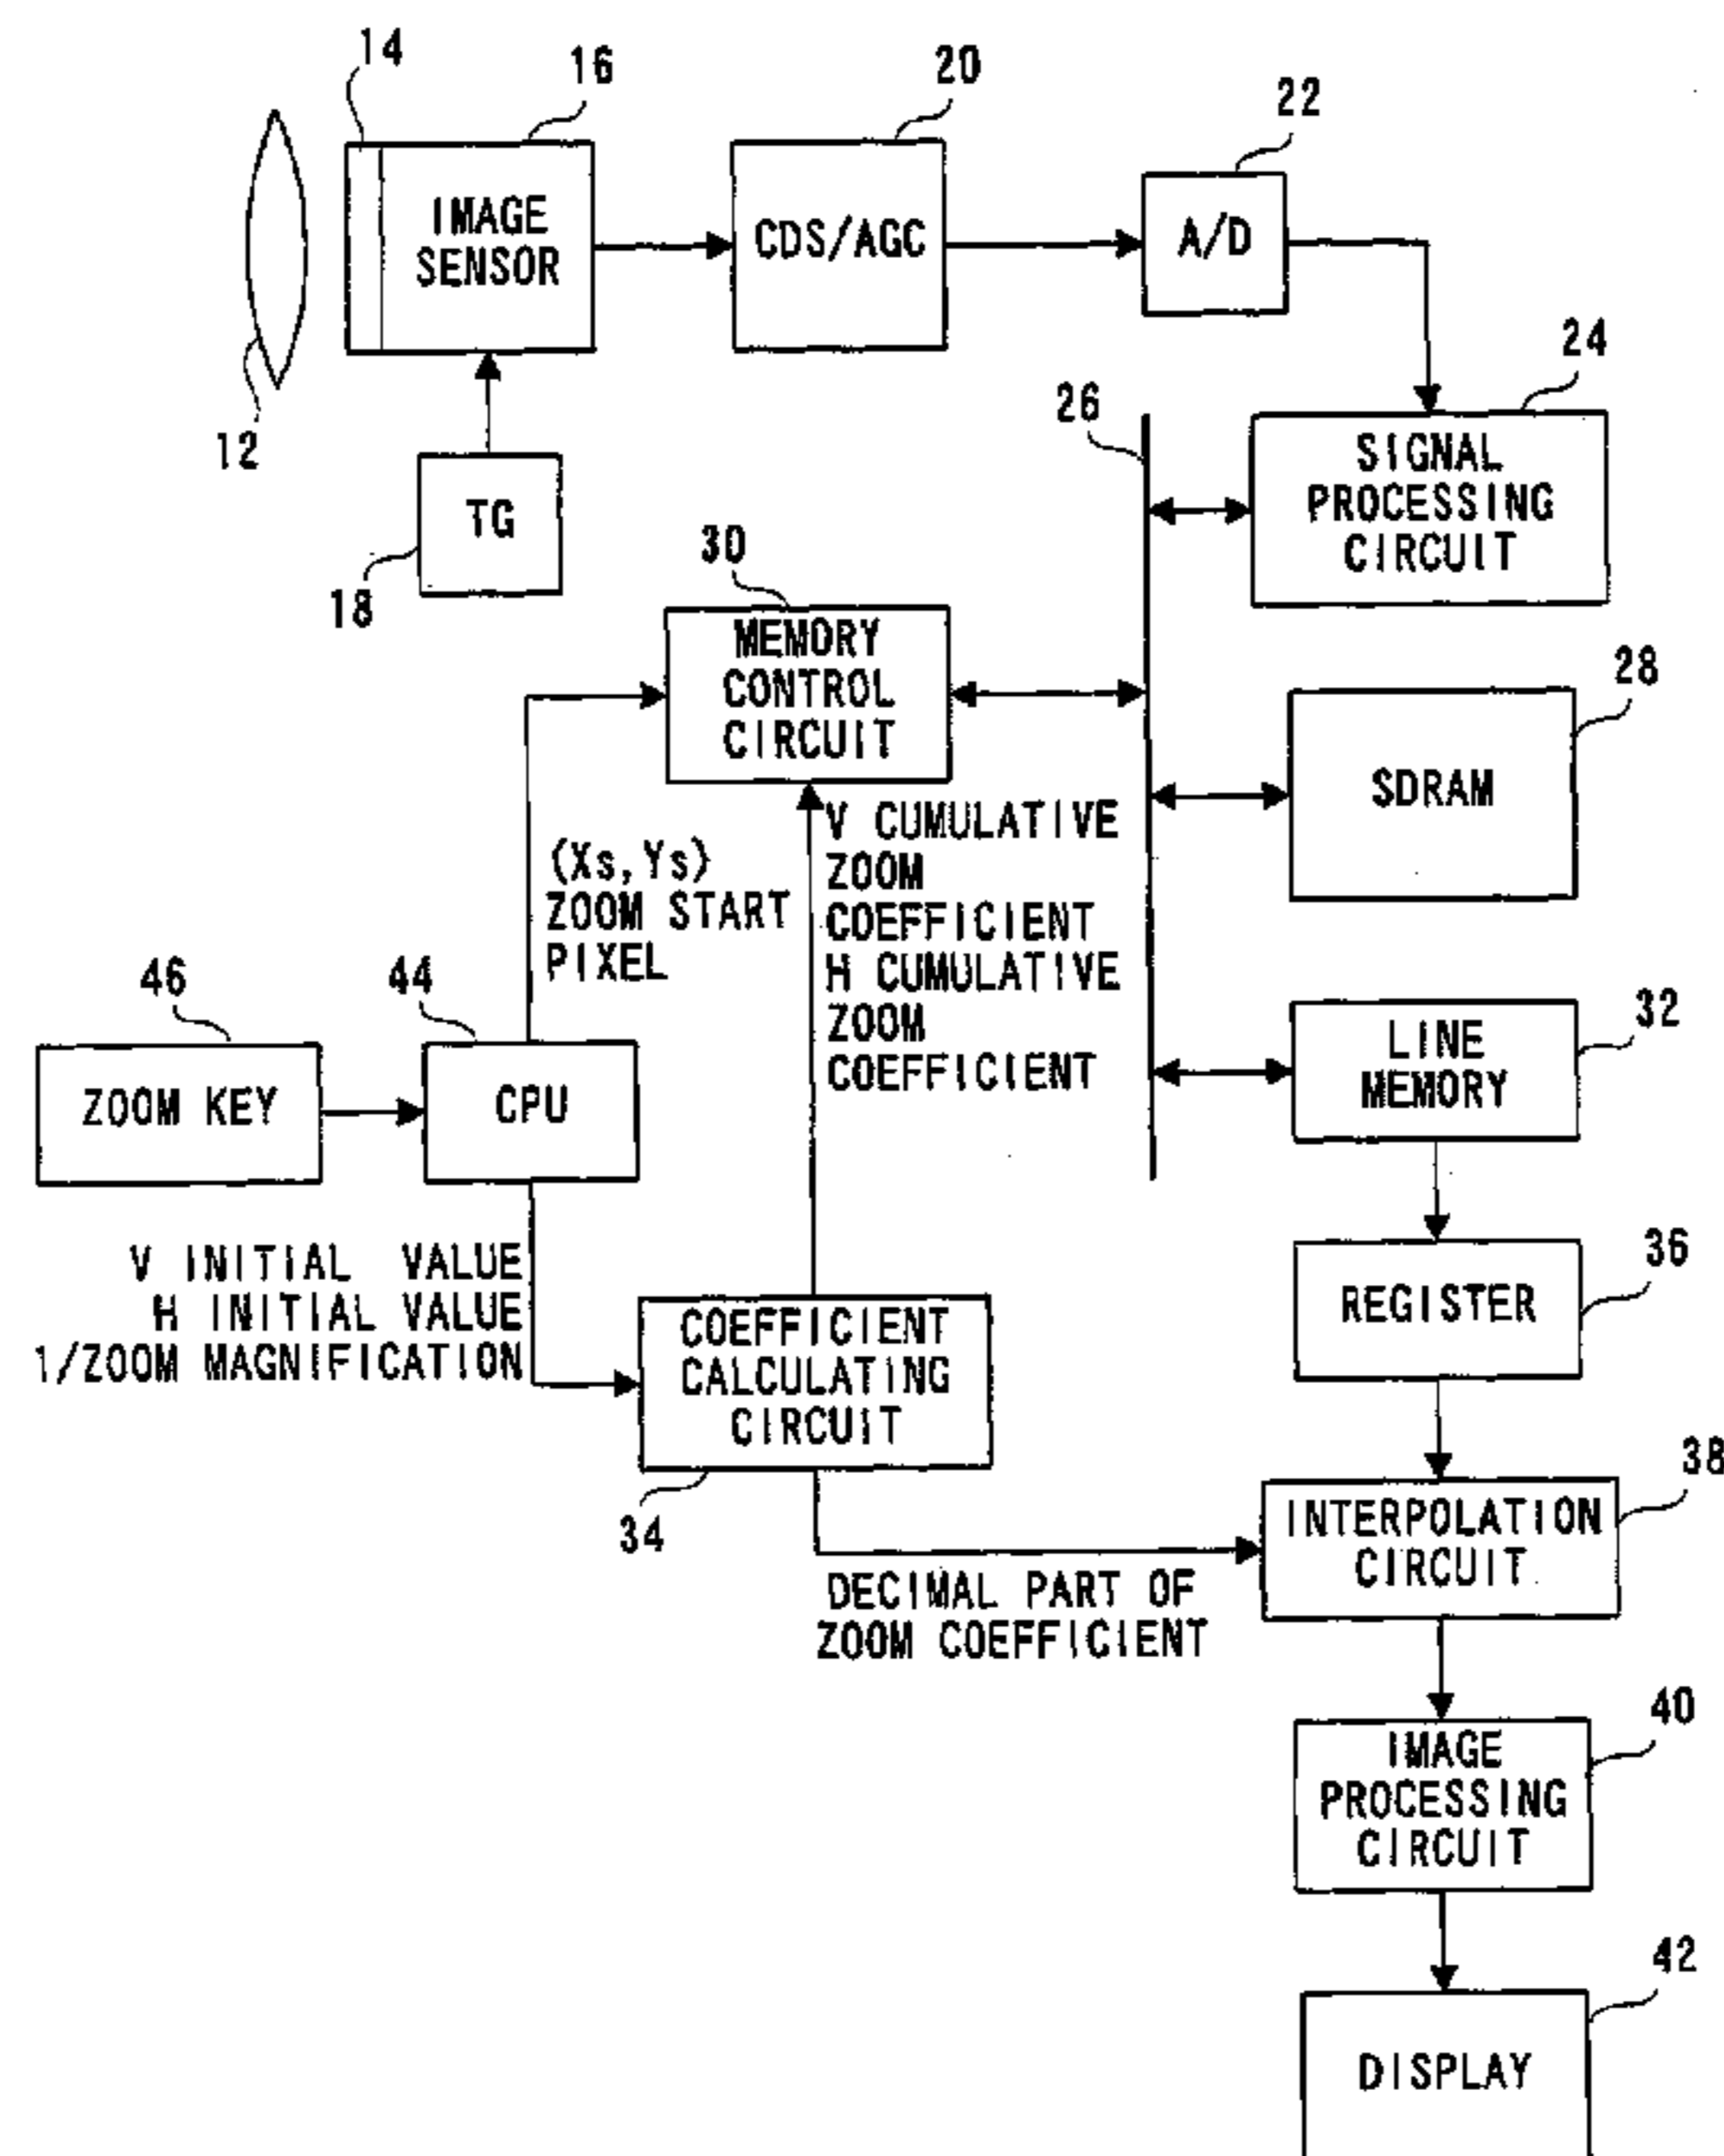 14
16
20
22
IMAGE
SENSOR
CDS/AGC
A/D
24
12
26
SIGNAL
PROCESSING
CIRCUIT
TG
18
30
MEMORY
CONTROL
CIRCUIT
28
SDRAM
(Xs,Ys)
ZOOM START
PIXEL
V CUMULATIVE
ZOOM
COEFFICIENT
H CUMULATIVE
ZOOM
COEFFICIENT
46
44
ZOOM KEY
CPU
32
LINE
MEMORY
V INITIAL VALUE
H INITIAL VALUE
1/ZOOM MAGNIFICATION
36
REGISTER
COEFFICIENT
CALCULATING
CIRCUIT
34
38
INTERPOLATION
CIRCUIT
DECIMAL PART OF
ZOOM COEFFICIENT
40
IMAGE
PROCESSING
CIRCUIT
42
DISPLAY